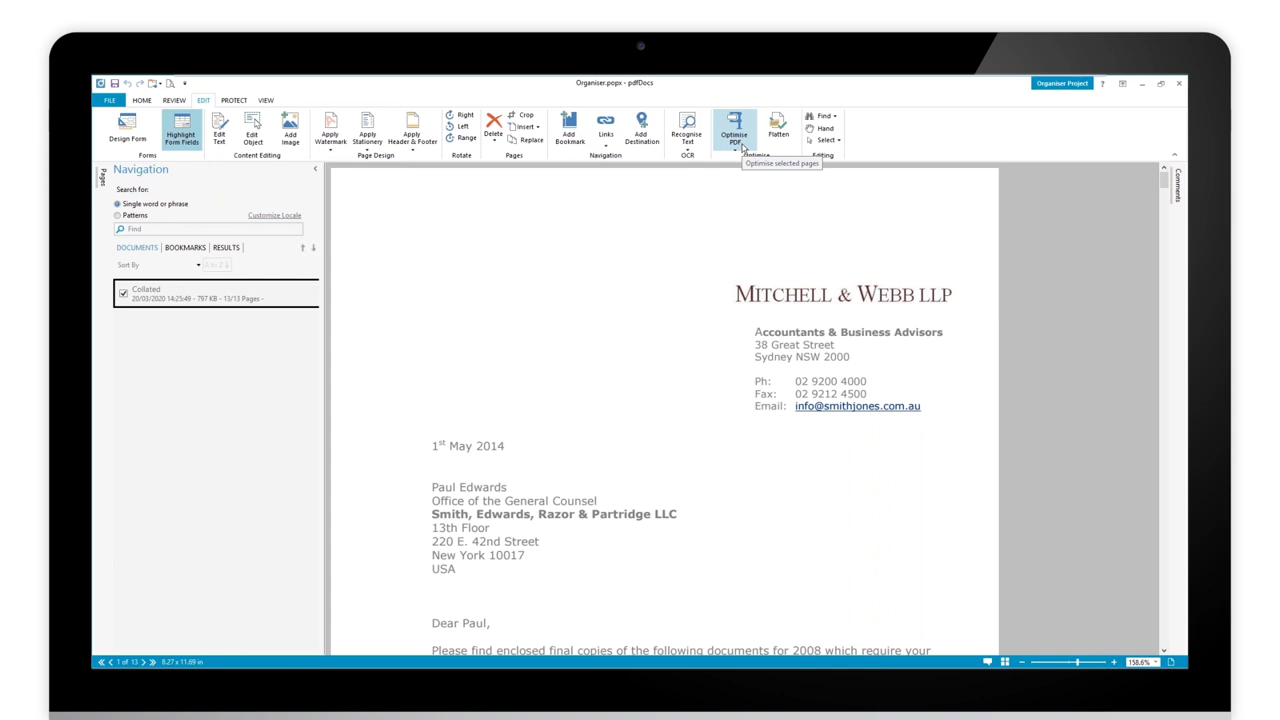 Organiser.popx - pdfDocs
Organiser Project
?
FILE HOME REVIEW EDIT PROTECT VIEW
Design Form
Highlight Form Fields
Forms
Edit Text
Edit Object
Add Image
Content Editing
Apply Watermark
Apply Stationery
Apply Header & Footer
Page Design
Right
Left
Range
Rotate
Delete
Crop
Insert
Replace
Pages
Add Bookmark
Links
Add Destination
Navigation
Recognise Text
OCR
Optimise PDF
Flatten
Optimise
Find
Hand
Select
Editing
Optimise selected pages
Pages
Navigation
Search for:
Single word or phrase
Patterns
Customize Locale
Find
DOCUMENTS | BOOKMARKS | RESULTS |
Sort By
A to Z
Collated
20/03/2020 14:25:49 - 797 KB - 13/13 Pages -
MITCHELL & WEBB LLP
Accountants & Business Advisors
38 Great Street
Sydney NSW 2000
Ph: 02 9200 4000
Fax: 02 9212 4500
Email: info@smithjones.com.au
1st May 2014
Paul Edwards
Office of the General Counsel
Smith, Edwards, Razor & Partridge LLC
13th Floor
220 E. 42nd Street
New York 10017
USA
Dear Paul,
Please find enclosed final copies of the following documents for 2008 which require your
Comments
1 of 13
8.27 x 11.69 in
158.6%